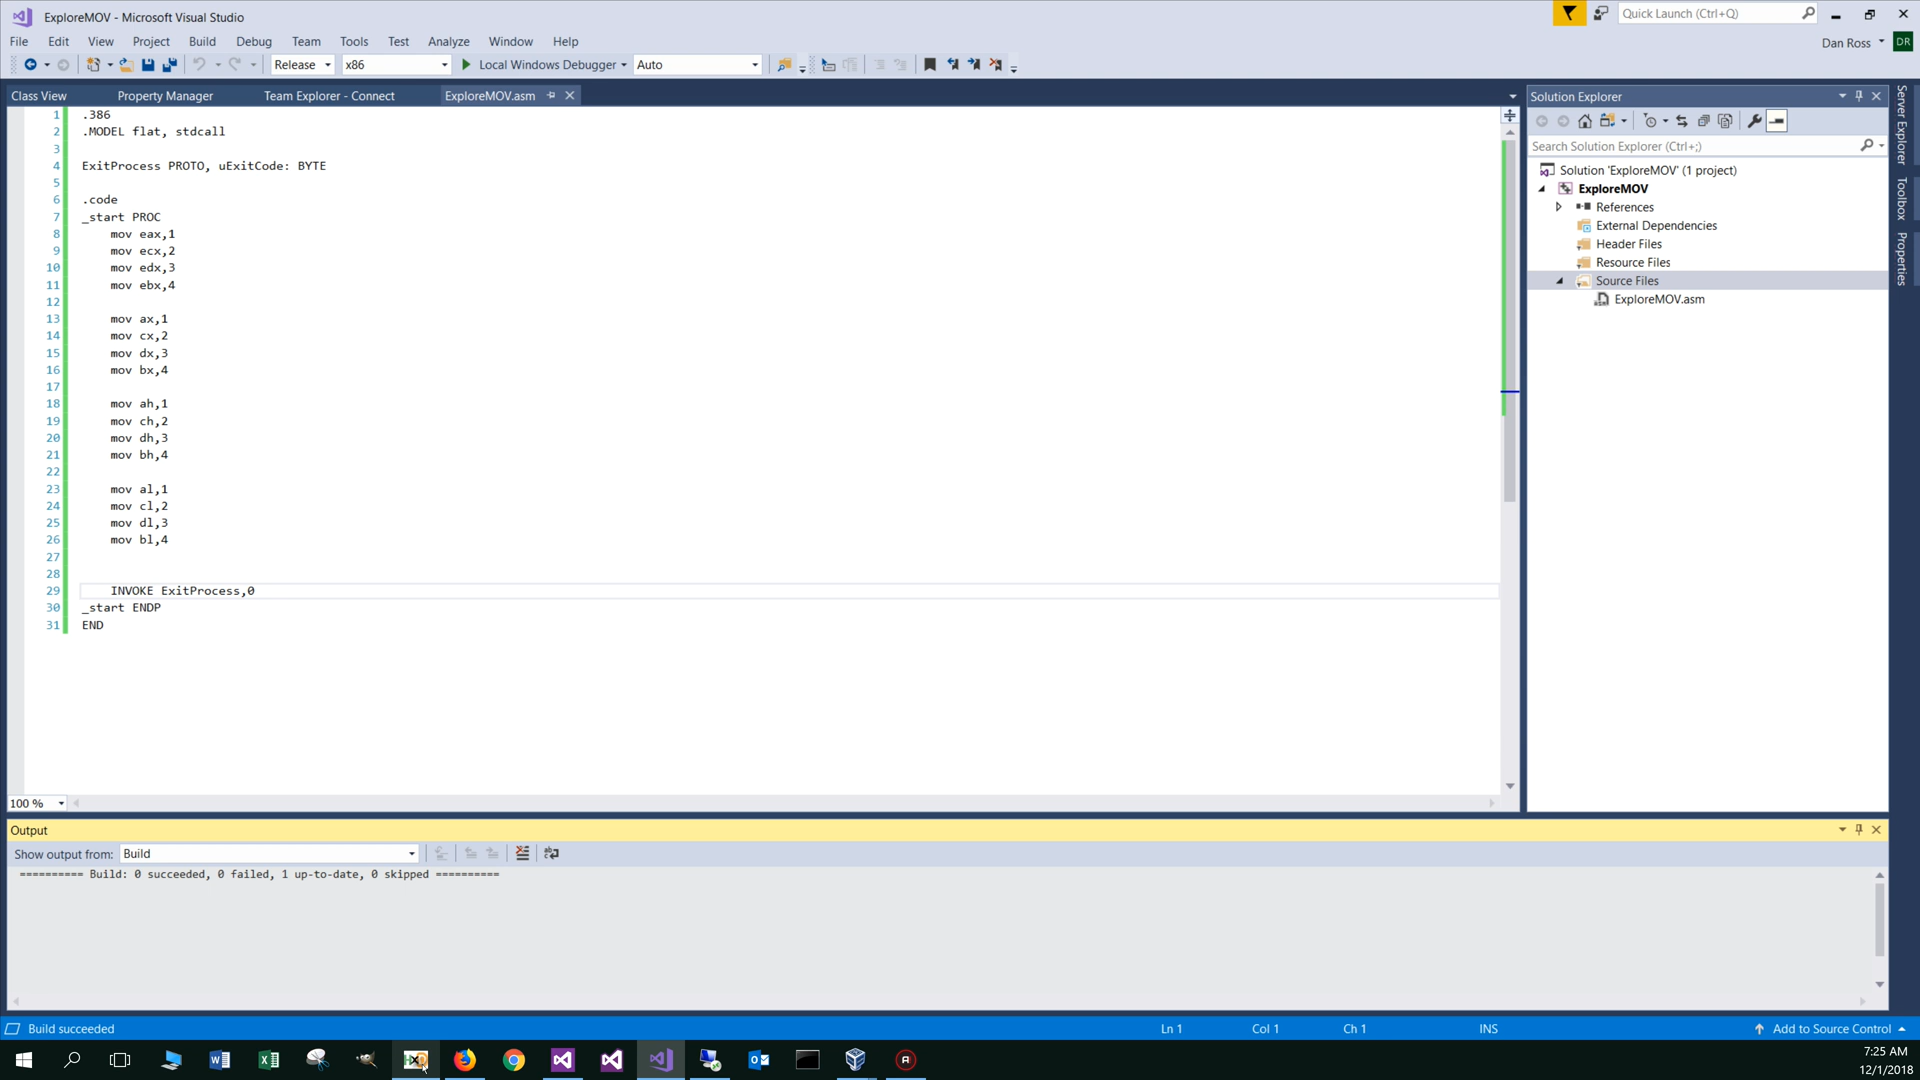 ExploreMOV - Microsoft Visual Studio
Quick Launch (Ctrl+Q)
File Edit View Project Build Debug Team Tools Test Analyze Window Help
Dan Ross DR
Release x86 Local Windows Debugger Auto
Class View Property Manager Team Explorer - Connect ExploreMOV.asm
1 .386
2 .MODEL flat, stdcall
3
4 ExitProcess PROTO, uExitCode: BYTE
5
6 .code
7 _start PROC
8 mov eax,1
9 mov ecx,2
10 mov edx,3
11 mov ebx,4
12
13 mov ax,1
14 mov cx,2
15 mov dx,3
16 mov bx,4
17
18 mov ah,1
19 mov ch,2
20 mov dh,3
21 mov bh,4
22
23 mov al,1
24 mov cl,2
25 mov dl,3
26 mov bl,4
27
28
29 INVOKE ExitProcess,0
30 _start ENDP
31 END
100 %
Solution Explorer
Search Solution Explorer (Ctrl+;)
Solution 'ExploreMOV' (1 project)
ExploreMOV
References
External Dependencies
Header Files
Resource Files
Source Files
ExploreMOV.asm
Server Explorer
Toolbox
Properties
Output
Show output from: Build
========== Build: 0 succeeded, 0 failed, 1 up-to-date, 0 skipped ==========
Build succeeded Ln 1 Col 1 Ch 1 INS Add to Source Control
7:25 AM
12/1/2018